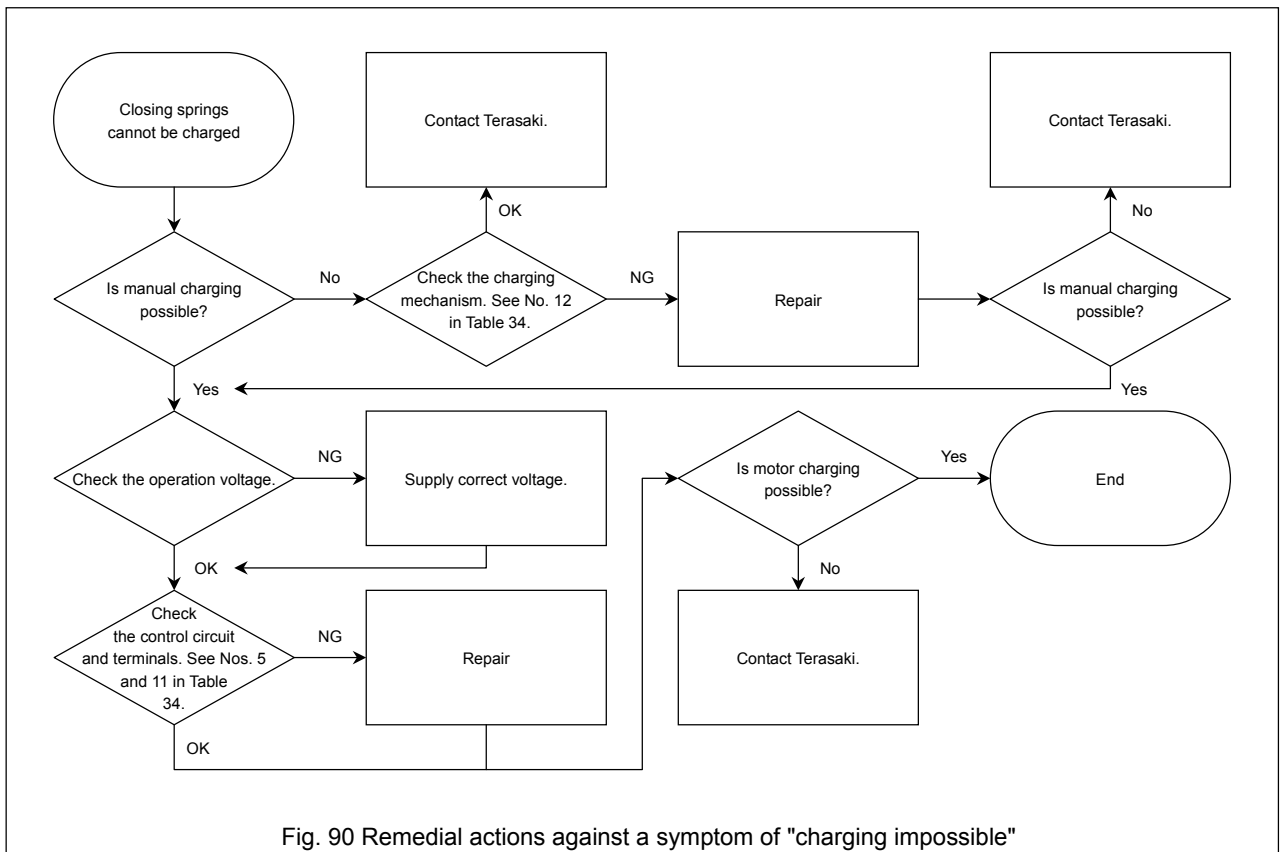 Closing springs
cannot be charged
Contact Terasaki.
Contact Terasaki.
OK
No
Is manual charging
possible?
No
Check the charging
mechanism. See No. 12
in Table 34.
NG
Repair
Is manual charging
possible?
Yes
Yes
Check the operation voltage.
NG
Supply correct voltage.
Is motor charging
possible?
Yes
End
OK
No
Check
the control circuit
and terminals. See Nos. 5
and 11 in Table
34.
NG
Repair
Contact Terasaki.
OK
Fig. 90 Remedial actions against a symptom of "charging impossible"